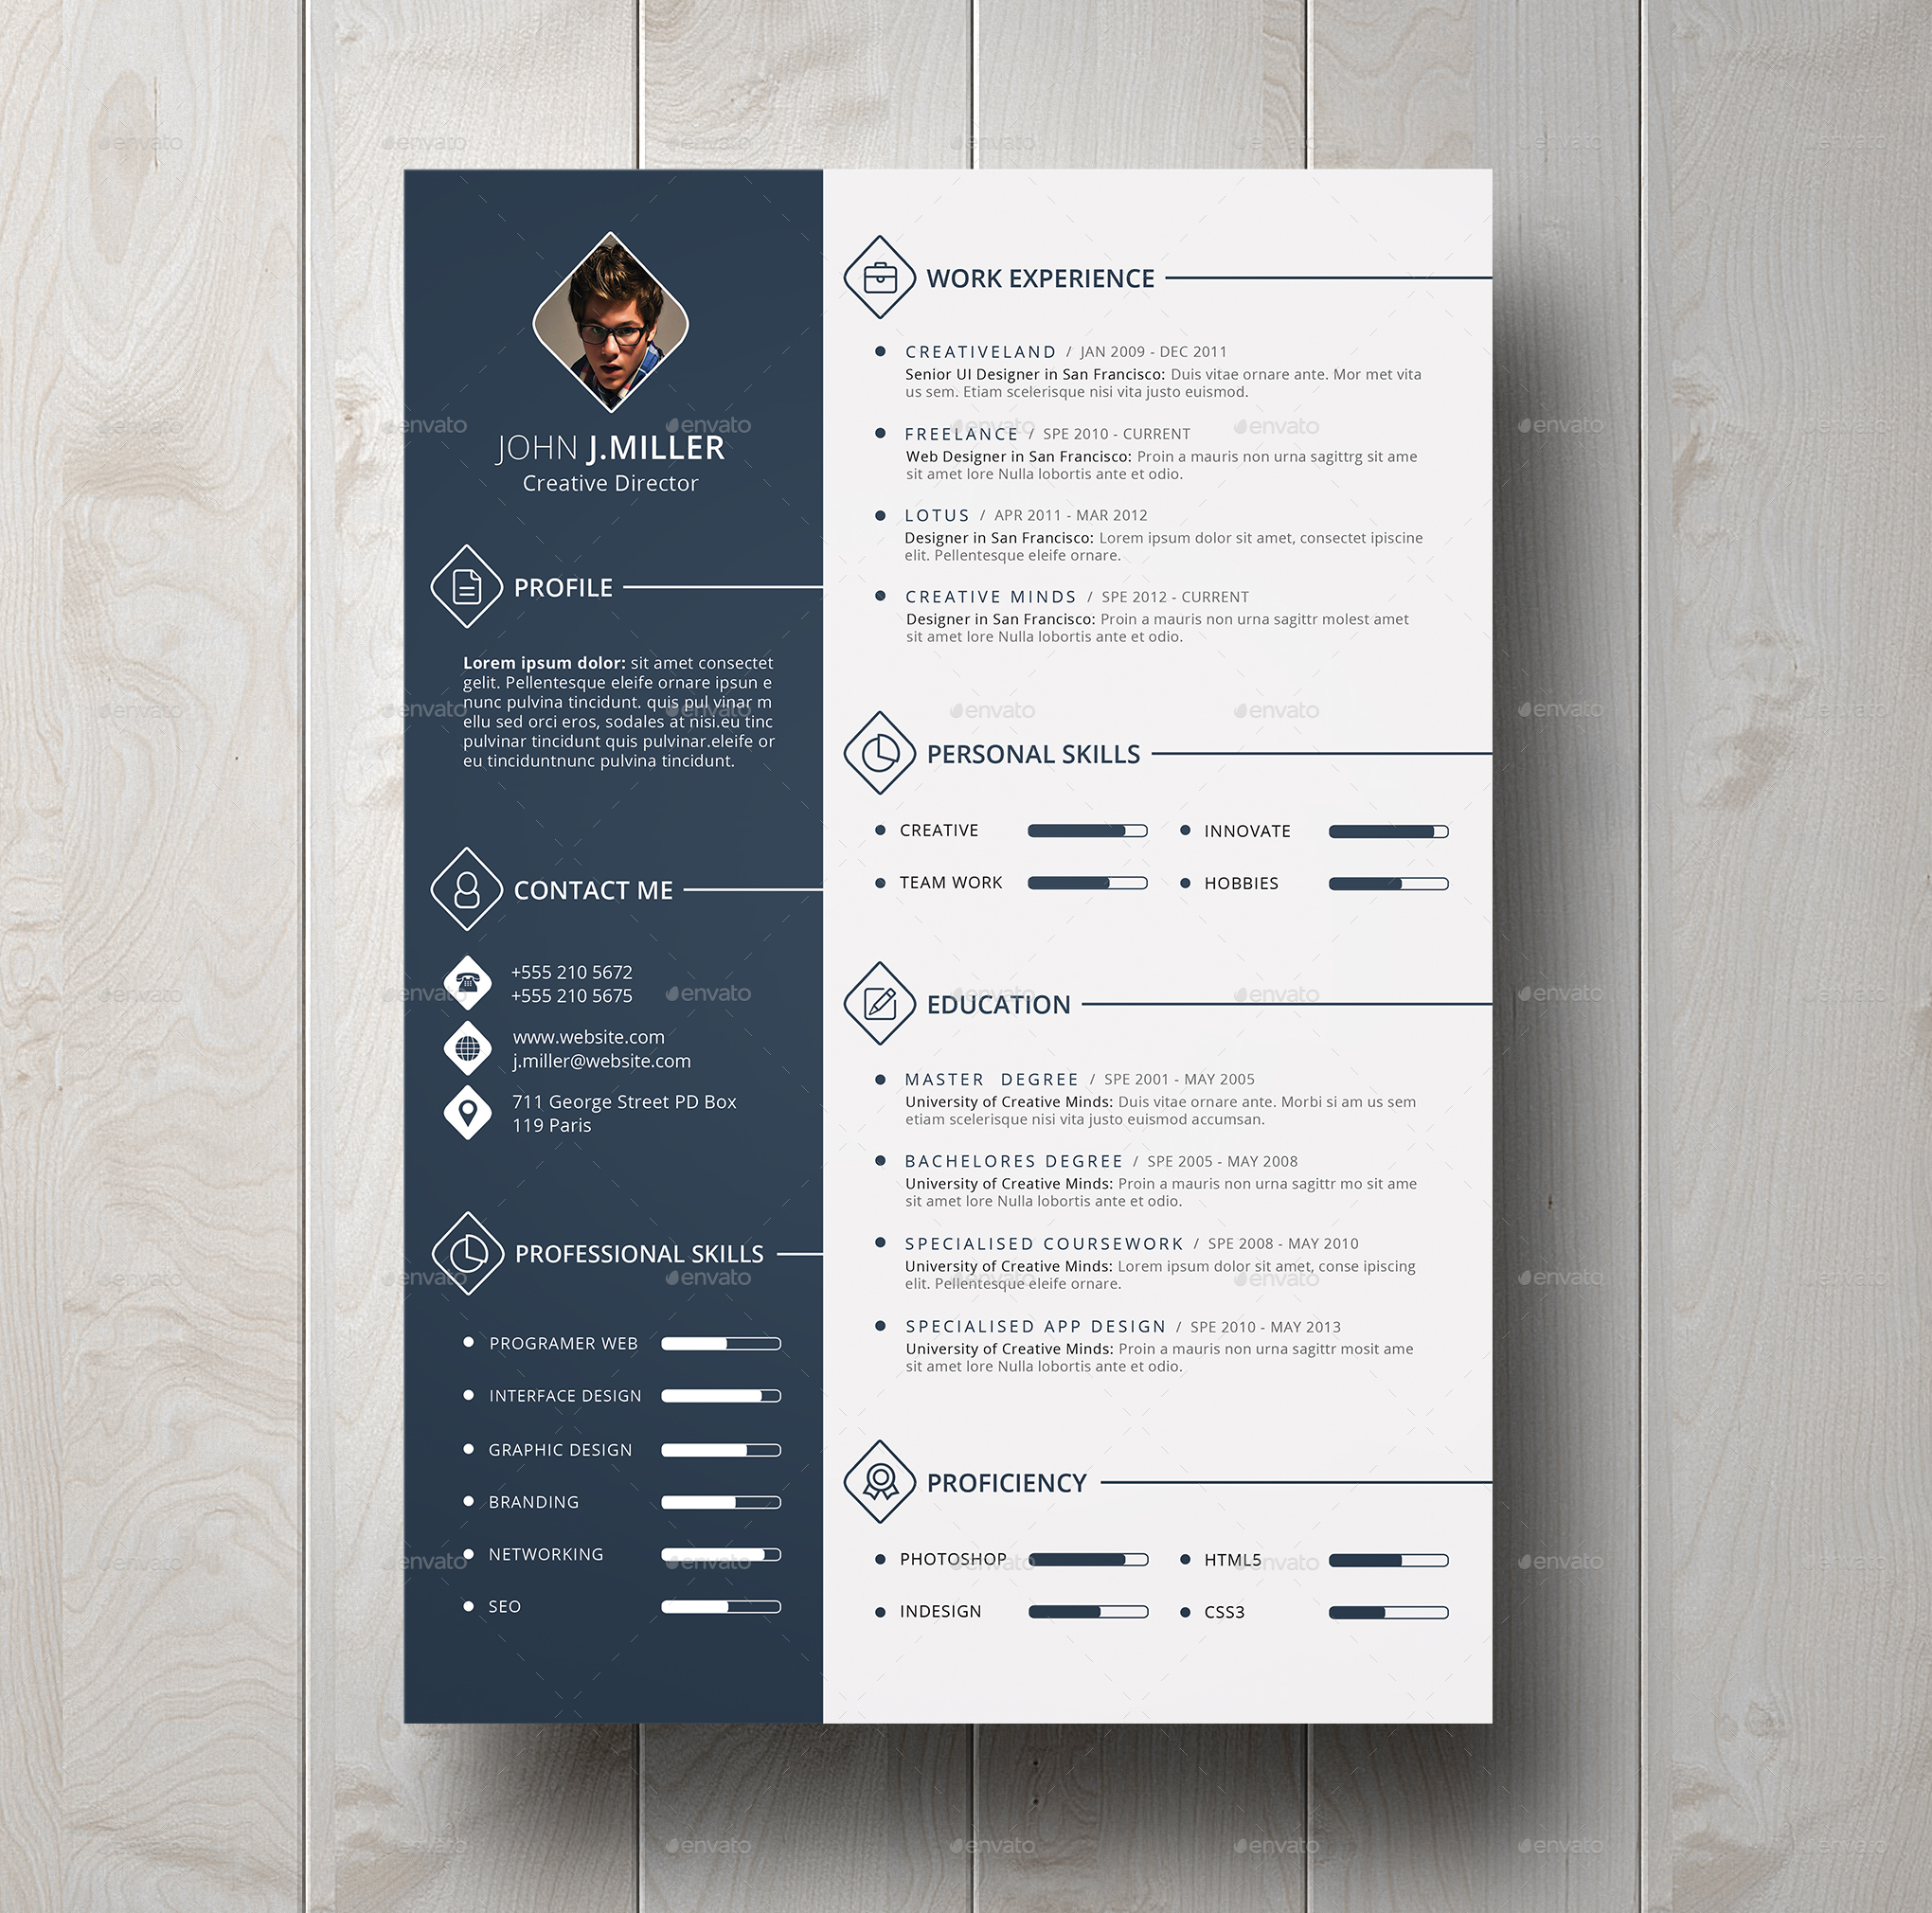 JOHN J.MILLER
Creative Director
PROFILE
Lorem ipsum dolor: sit amet consectet
gelit. Pellentesque eleife ornare ipsun e
nunc pulvina tincidunt. quis pul vinar m
ellu sed orci eros, sodales at nisi.eu tinc
pulvinar tincidunt quis pulvinar.eleife or
eu tinciduntnunc pulvina tincidunt.
CONTACT ME
+555 210 5672
+555 210 5675
www.website.com
j.miller@website.com
711 George Street PD Box
119 Paris
PROFESSIONAL SKILLS
PROGRAMER WEB
INTERFACE DESIGN
GRAPHIC DESIGN
BRANDING
NETWORKING
SEO
WORK EXPERIENCE
CREATIVELAND / JAN 2009 - DEC 2011
Senior UI Designer in San Francisco: Duis vitae ornare ante. Mor met vita
us sem. Etiam scelerisque nisi vita justo euismod.
FREELANCE / SPE 2010 - CURRENT
Web Designer in San Francisco: Proin a mauris non urna sagittrg sit ame
sit amet lore Nulla lobortis ante et odio.
LOTUS / APR 2011 - MAR 2012
Designer in San Francisco: Lorem ipsum dolor sit amet, consectet ipiscine
elit. Pellentesque eleife ornare.
CREATIVE MINDS / SPE 2012 - CURRENT
Designer in San Francisco: Proin a mauris non urna sagittr molest amet
sit amet lore Nulla lobortis ante et odio.
PERSONAL SKILLS
CREATIVE INNOVATE
TEAM WORK HOBBIES
EDUCATION
MASTER DEGREE / SPE 2001 - MAY 2005
University of Creative Minds: Duis vitae ornare ante. Morbi si am us sem
etiam scelerisque nisi vita justo euismod accumsan.
BACHELORES DEGREE / SPE 2005 - MAY 2008
University of Creative Minds: Proin a mauris non urna sagittr mo sit ame
sit amet lore Nulla lobortis ante et odio.
SPECIALISED COURSEWORK / SPE 2008 - MAY 2010
University of Creative Minds: Lorem ipsum dolor sit amet, conse ipiscing
elit. Pellentesque eleife ornare.
SPECIALISED APP DESIGN / SPE 2010 - MAY 2013
University of Creative Minds: Proin a mauris non urna sagittr mosit ame
sit amet lore Nulla lobortis ante et odio.
PROFICIENCY
PHOTOSHOP HTML5
INDESIGN CSS3
envato